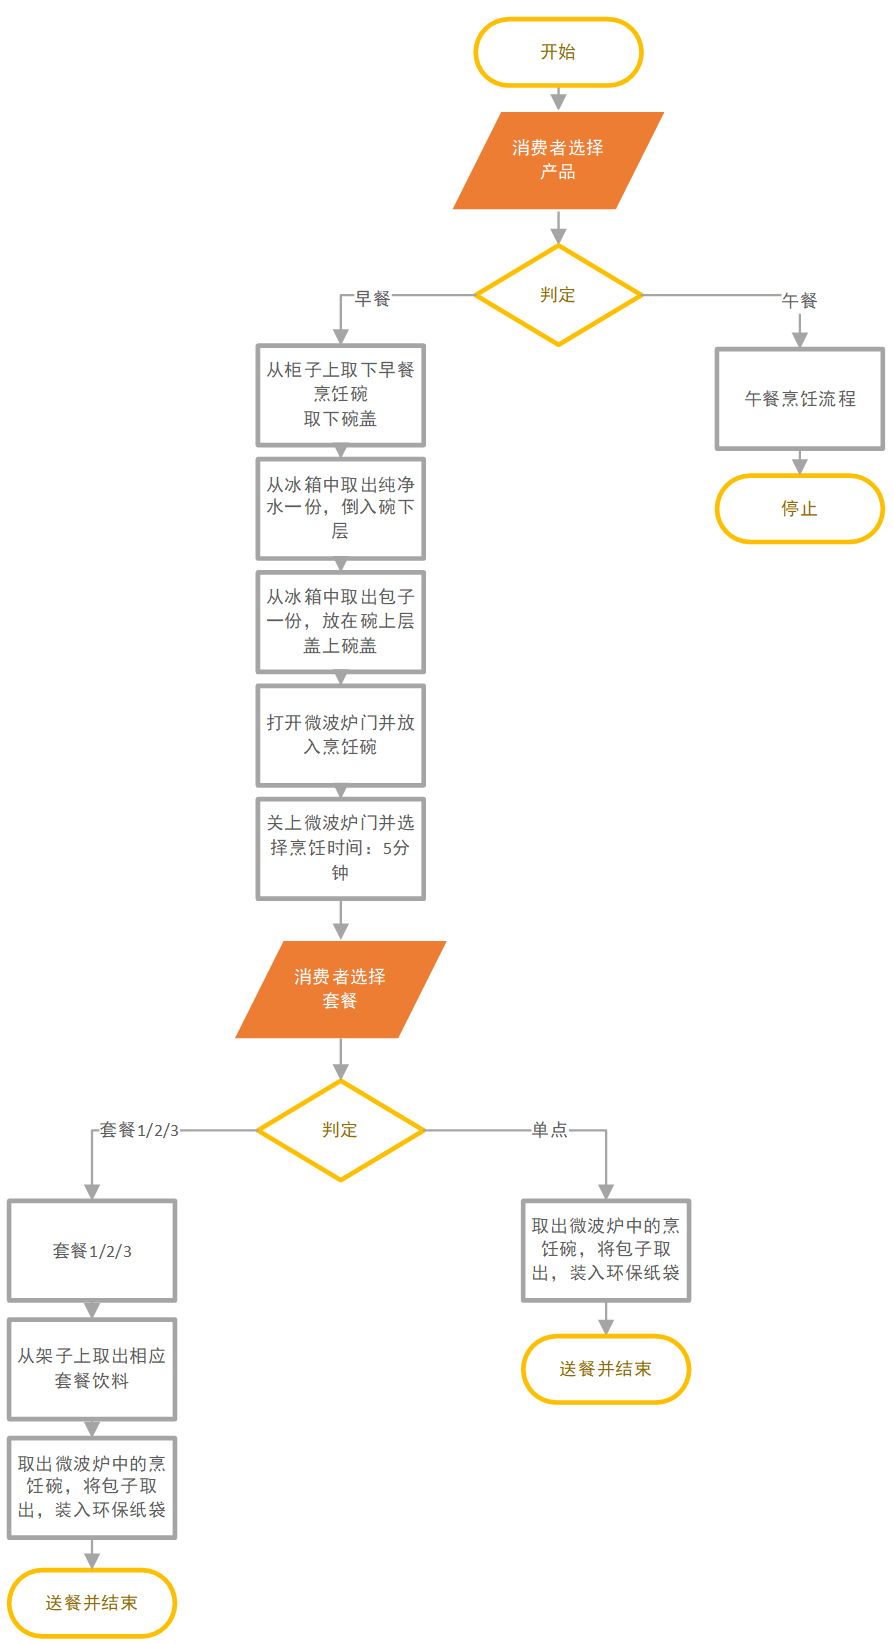 开始
消费者选择
产品
判定
早餐
午餐
从柜子上取下早餐
烹饪碗
取下碗盖
午餐烹饪流程
从冰箱中取出纯净
水一份，倒入碗下
层
停止
从冰箱中取出包子
一份，放在碗上层
盖上碗盖
打开微波炉门并放
入烹饪碗
关上微波炉门并选
择烹饪时间：5分
钟
消费者选择
套餐
判定
套餐1/2/3
单点
套餐1/2/3
取出微波炉中的烹
饪碗，将包子取
出，装入环保纸袋
从架子上取出相应
套餐饮料
送餐并结束
取出微波炉中的烹
饪碗，将包子取
出，装入环保纸袋
送餐并结束